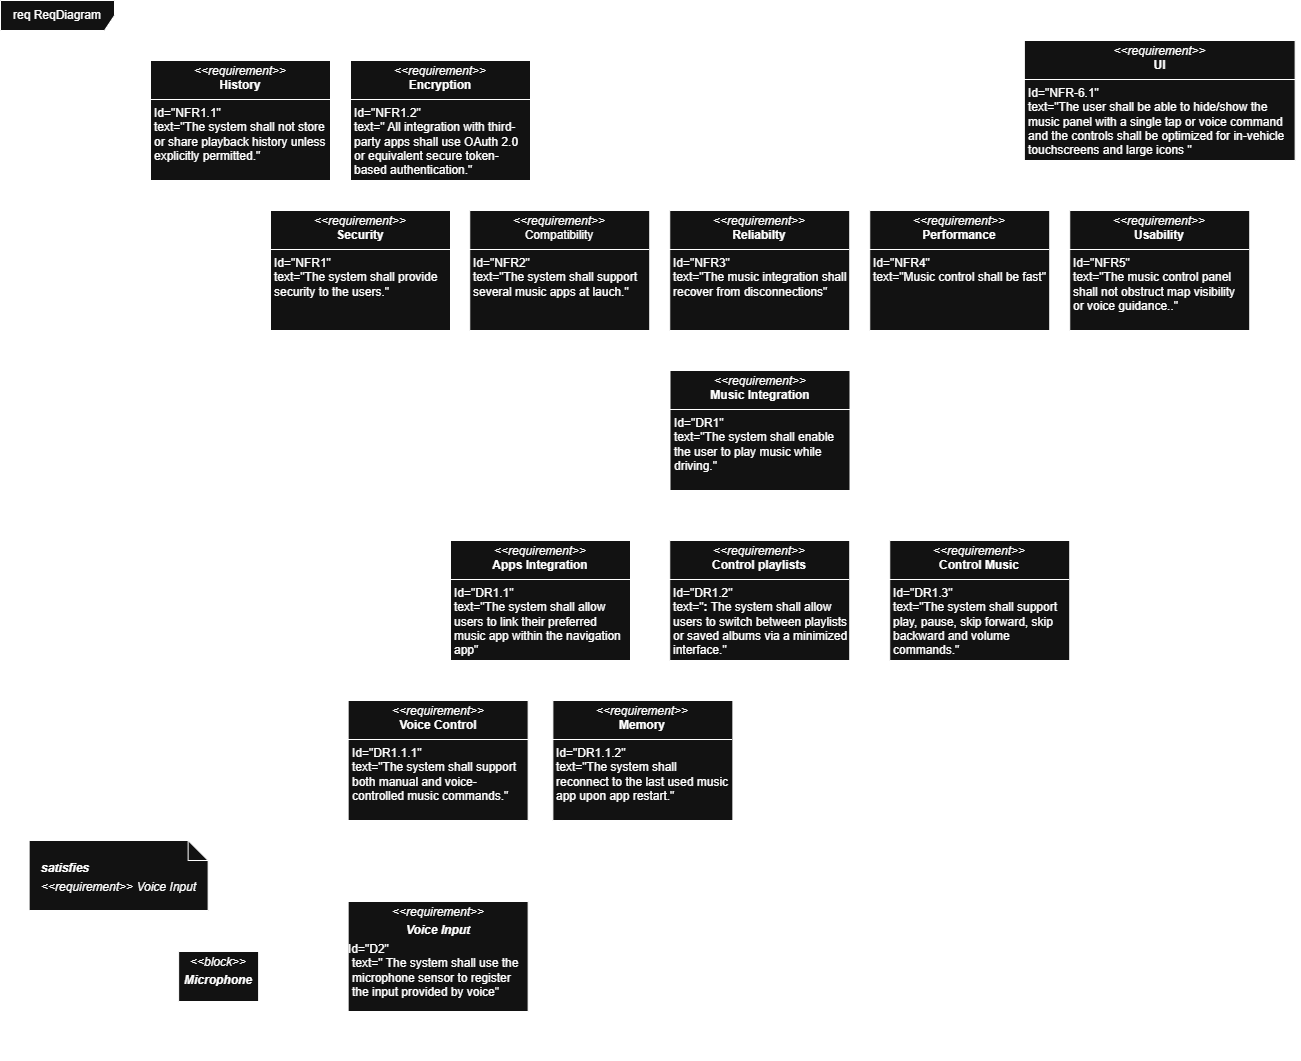 req ReqDiagram
<<requirement>>
History
Id="NFR1.1"
text="The system shall not store
or share playback history unless
explicitly permitted."
<<requirement>>
Encryption
Id="NFR1.2"
text=" All integration with third-
party apps shall use OAuth 2.0
or equivalent secure token-
based authentication."
<<requirement>>
UI
Id="NFR-6.1"
text="The user shall be able to hide/show the
music panel with a single tap or voice command
and the controls shall be optimized for in-vehicle
touchscreens and large icons "
<<requirement>>
Security
Id="NFR1"
text="The system shall provide
security to the users."
<<requirement>>
Compatibility
Id="NFR2"
text="The system shall support
several music apps at lauch."
<<requirement>>
Reliabilty
Id="NFR3"
text="The music integration shall
recover from disconnections"
<<requirement>>
Performance
Id="NFR4"
text="Music control shall be fast"
<<requirement>>
Usability
Id="NFR5"
text="The music control panel
shall not obstruct map visibility
or voice guidance.."
<<requirement>>
Music Integration
Id="DR1"
text="The system shall enable
the user to play music while
driving."
<<requirement>>
Apps Integration
Id="DR1.1"
text="The system shall allow
users to link their preferred
music app within the navigation
app"
<<requirement>>
Control playlists
Id="DR1.2"
text=": The system shall allow
users to switch between playlists
or saved albums via a minimized
interface."
<<requirement>>
Control Music
Id="DR1.3"
text="The system shall support
play, pause, skip forward, skip
backward and volume
commands."
<<requirement>>
Voice Control
Id="DR1.1.1"
text="The system shall support
both manual and voice-
controlled music commands."
<<requirement>>
Memory
Id="DR1.1.2"
text="The system shall
reconnect to the last used music
app upon app restart."
satisfies
<<requirement>> Voice Input
<<block>>
Microphone
<<requirement>>
Voice Input
Id="D2"
text=" The system shall use the
microphone sensor to register
the input provided by voice"